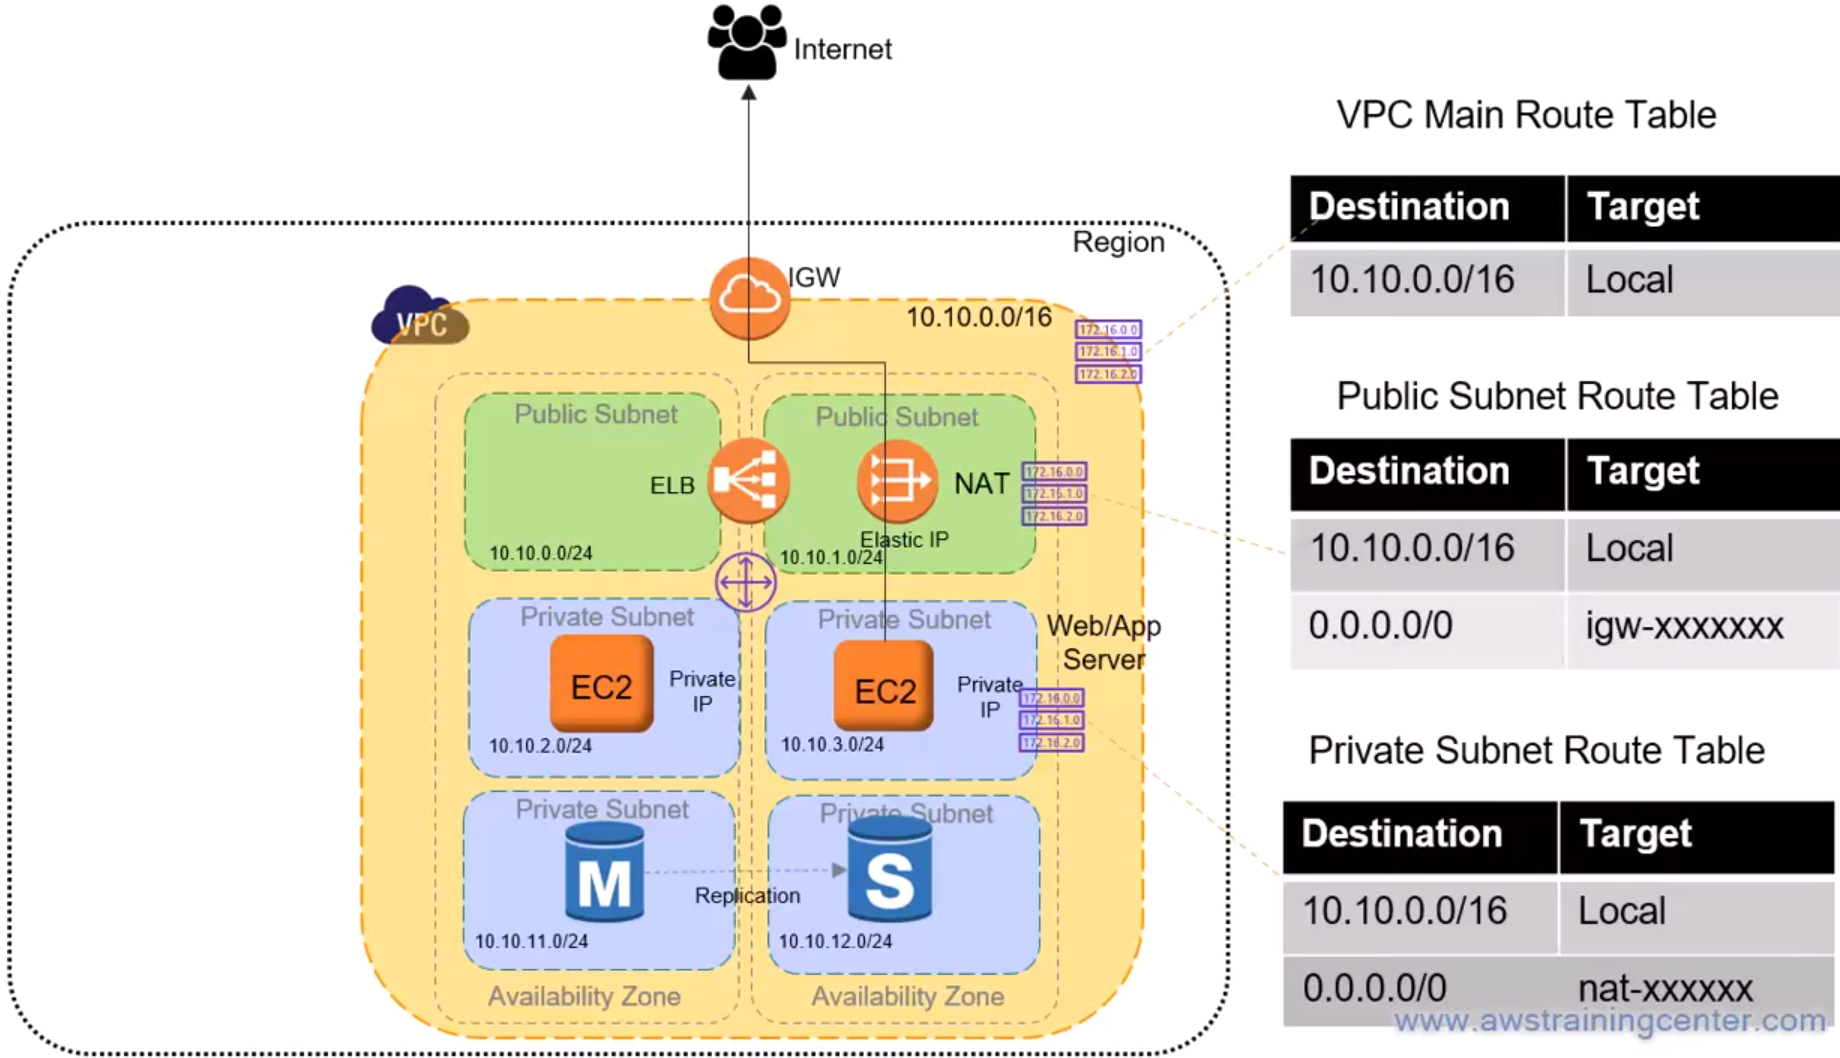 Internet
Region
IGW
VPC
10.10.0.0/16
172.16.0.0
172.16.1.0
172.16.2.0
Public Subnet
Public Subnet
ELB
NAT
172.16.0.0
172.16.1.0
172.16.2.0
Elastic IP
10.10.0.0/24
10.10.1.0/24
Private Subnet
Private Subnet
Web/App
Server
EC2
Private
IP
EC2
Private
IP
172.16.0.0
172.16.1.0
172.16.2.0
10.10.2.0/24
10.10.3.0/24
Private Subnet
Private Subnet
M
Replication
S
10.10.11.0/24
10.10.12.0/24
Availability Zone
Availability Zone
VPC Main Route Table
Destination Target
10.10.0.0/16 Local
Public Subnet Route Table
Destination Target
10.10.0.0/16 Local
0.0.0.0/0 igw-xxxxxxx
Private Subnet Route Table
Destination Target
10.10.0.0/16 Local
0.0.0.0/0 nat-xxxxxx
www.awstrainingcenter.com